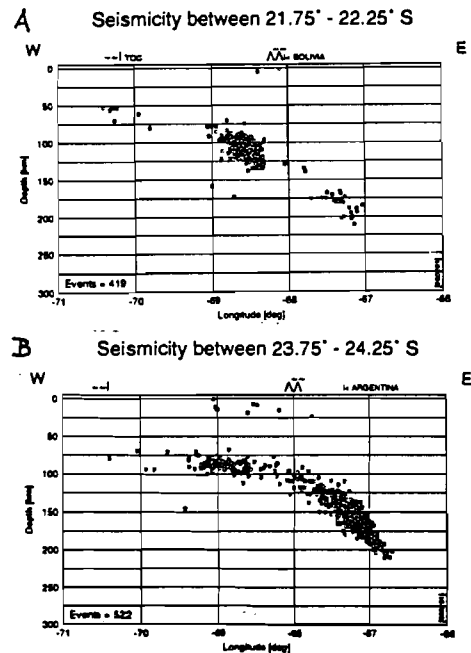 A Seismicity between 21.75° - 22.25° S
W E
TOC BOLIVIA
Depth [km]
0
50
100
150
200
250
300
Events = 419
-71 -70 -69 -68 -67 -66
Longitude [deg]
B Seismicity between 23.75° - 24.25° S
W E
ARGENTINA
Depth [km]
0
50
100
150
200
250
300
Events = 522
-71 -70 -69 -68 -67 -66
Longitude [deg]